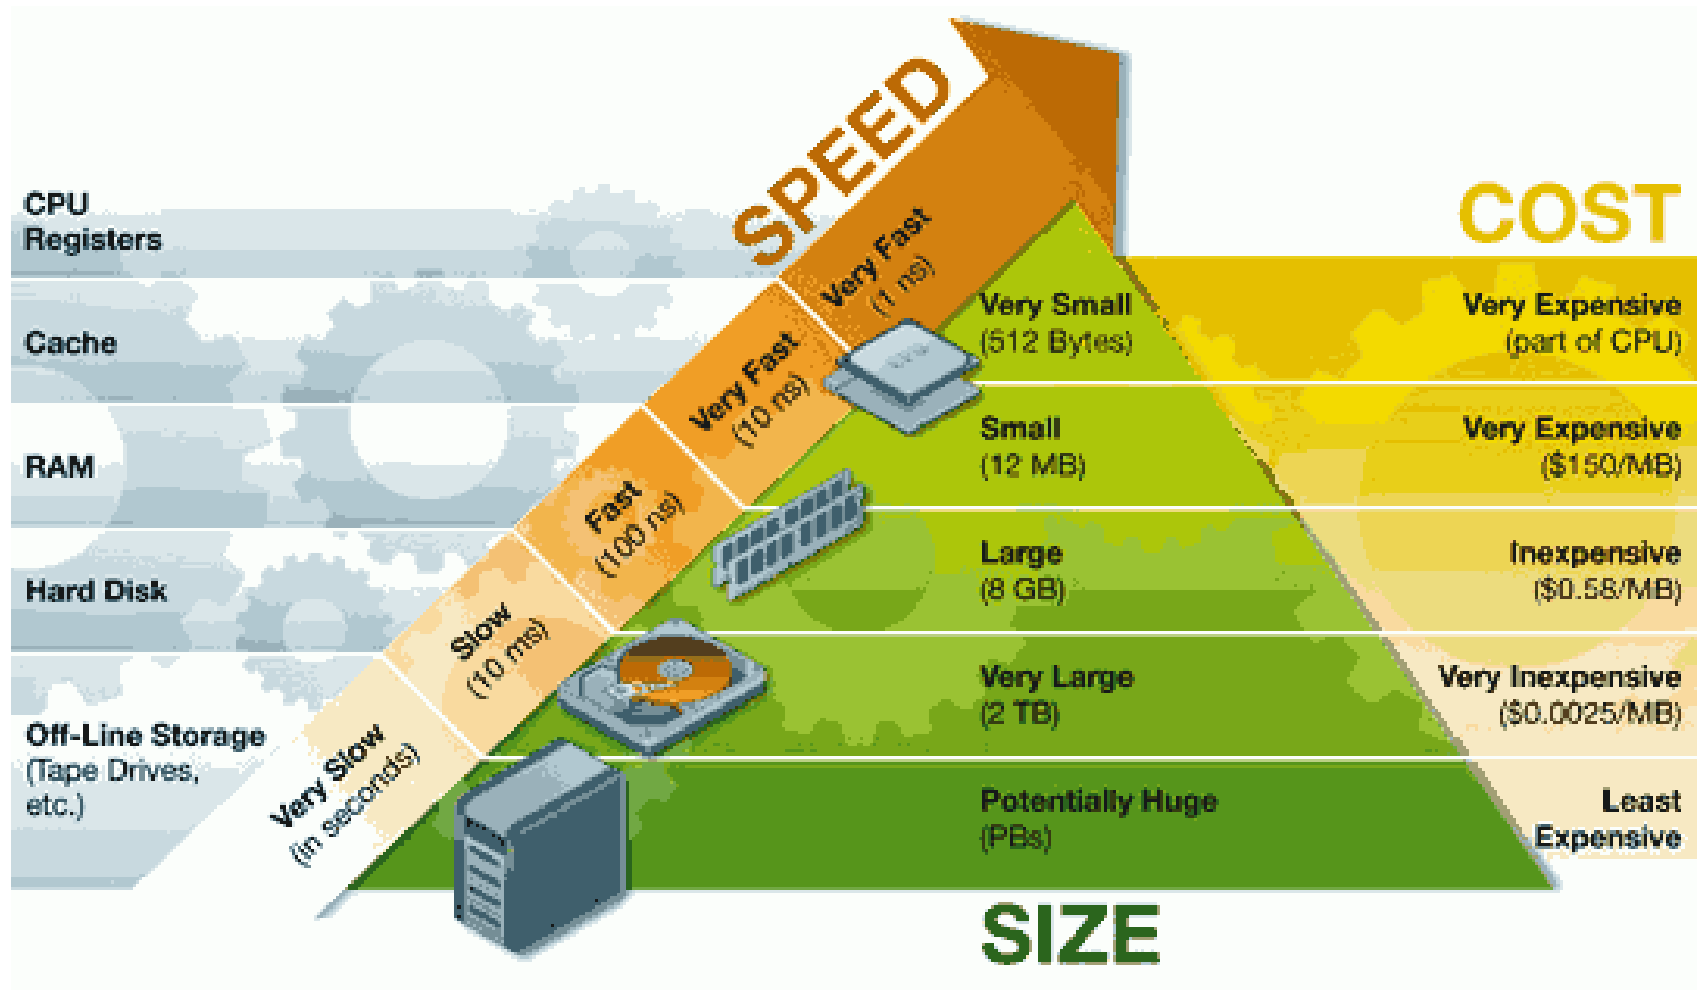 SPEED
COST
CPU
Registers
Very Fast
(1 ns)
Very Small
(512 Bytes)
Very Expensive
(part of CPU)
Cache
Very Fast
(10 ns)
Small
(12 MB)
Very Expensive
($150/MB)
RAM
Fast
(100 ns)
Large
(8 GB)
Inexpensive
($0.58/MB)
Hard Disk
Slow
(10 ms)
Very Large
(2 TB)
Very Inexpensive
($0.0025/MB)
Off-Line Storage
(Tape Drives,
etc.)
Very Slow
(in seconds)
Potentially Huge
(PBs)
Least
Expensive
SIZE